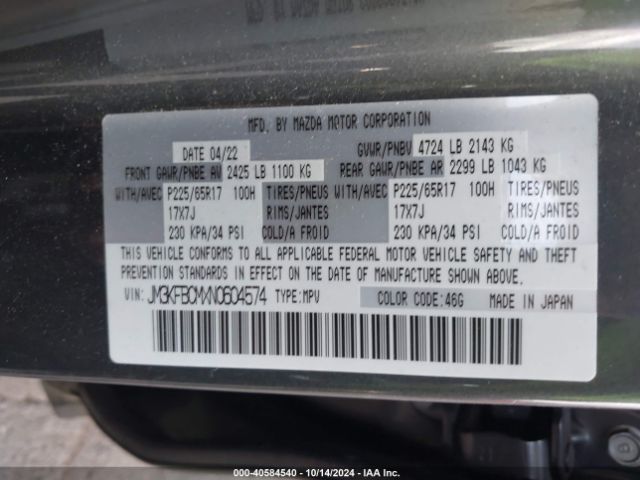 MFD. BY MAZDA MOTOR CORPORATION
DATE 04/22 GVWR/PNBV 4724 LB 2143 KG
FRONT GAWR/PNBE AV 2425 LB 1100 KG REAR GAWR/PNBE AR 2299 LB 1043 KG
WITH/AVEC P225/65R17 100H TIRES/PNEUS WITH/AVEC P225/65R17 100H TIRES/PNEUS
17X7J RIMS/JANTES 17X7J RIMS/JANTES
230 KPA/34 PSI COLD/A FROID 230 KPA/34 PSI COLD/A FROID
THIS VEHICLE CONFORMS TO ALL APPLICABLE FEDERAL MOTOR VEHICLE SAFETY AND THEFT
PREVENTION STANDARDS IN EFFECT ON THE DATE OF MANUFACTURE SHOWN ABOVE.
VIN: JM3KFBCMXN0604574 TYPE: MPV COLOR CODE: 46G MADE IN JAPAN
000-40584540 - 10/14/2024 - IAA Inc.